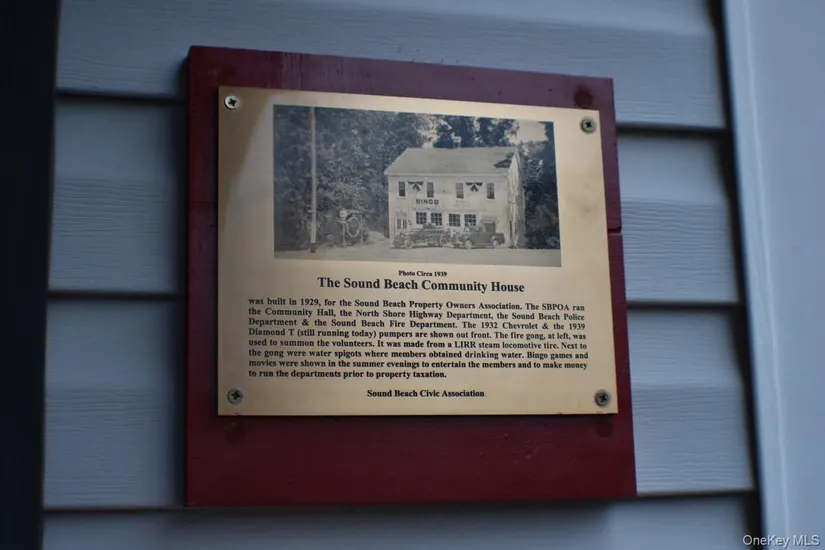 BINGO
Photo Circa 1939
The Sound Beach Community House
was built in 1929, for the Sound Beach Property Owners Association. The SBPOA ran
the Community Hall, the North Shore Highway Department, the Sound Beach Police
Department & the Sound Beach Fire Department. The 1932 Chevrolet & the 1939
Diamond T (still running today) pumpers are shown out front. The fire gong, at left, was
used to summon the volunteers. It was made from a LIRR steam locomotive tire. Next to
the gong were water spigots where members obtained drinking water. Bingo games and
movies were shown in the summer evenings to entertain the members and to make money
to run the departments prior to property taxation.
Sound Beach Civic Association
OneKey MLS